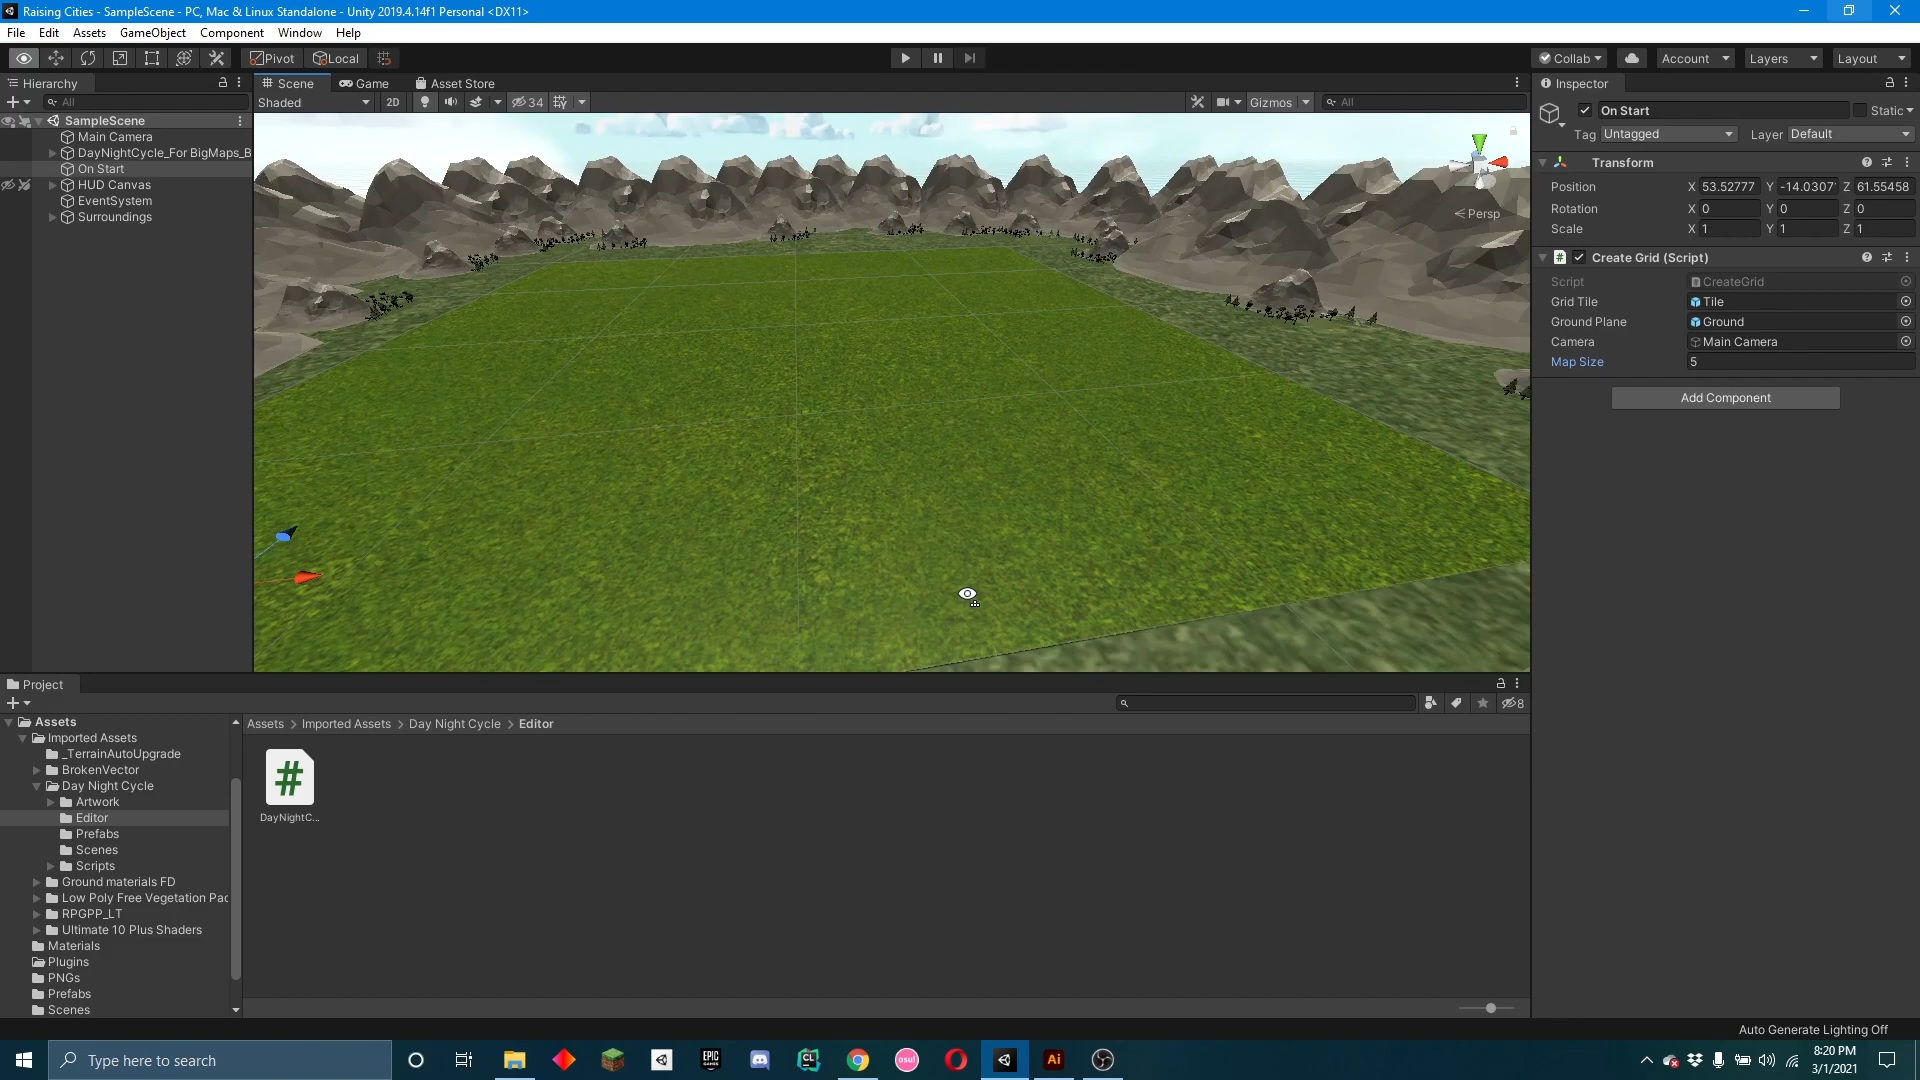 Raising Cities - SampleScene - PC, Mac & Linux Standalone - Unity 2019.4.14f1 Personal <DX11>
File Edit Assets GameObject Component Window Help
Pivot Local Collab Account Layers Layout
Hierarchy
All
SampleScene
Main Camera
DayNightCycle_For BigMaps_B
On Start
HUD Canvas
EventSystem
Surroundings
Scene Game Asset Store
Shaded 2D 34 Gizmos All
Persp
Inspector
On Start Static
Tag Untagged Layer Default
Transform
Position X 53.52777 Y -14.0307 Z 61.55458
Rotation X 0 Y 0 Z 0
Scale X 1 Y 1 Z 1
# Create Grid (Script)
Script CreateGrid
Grid Tile Tile
Ground Plane Ground
Camera Main Camera
Map Size 5
Add Component
Project
8
Assets
Imported Assets
_TerrainAutoUpgrade
BrokenVector
Day Night Cycle
Artwork
Editor
Prefabs
Scenes
Scripts
Ground materials FD
Low Poly Free Vegetation Pac
RPGPP_LT
Ultimate 10 Plus Shaders
Materials
Plugins
PNGs
Prefabs
Scenes
Assets > Imported Assets > Day Night Cycle > Editor
#
DayNightC...
Auto Generate Lighting Off
Type here to search
EPIC GAMES
CL
osu!
Ai
8:20 PM
3/1/2021